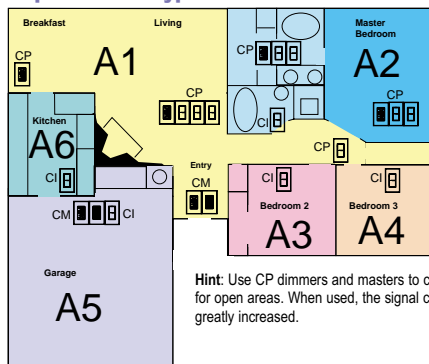 Breakfast
Living
Master
Bedroom
CP
A1
CP
CP
A2
CP
CI
Kitchen
A6
CI
CP
Entry
CM
CI
CI
CM
CI
Bedroom 2
Bedroom 3
A3
A4
Garage
A5
Hint: Use CP dimmers and masters to c
for open areas. When used, the signal c
greatly increased.